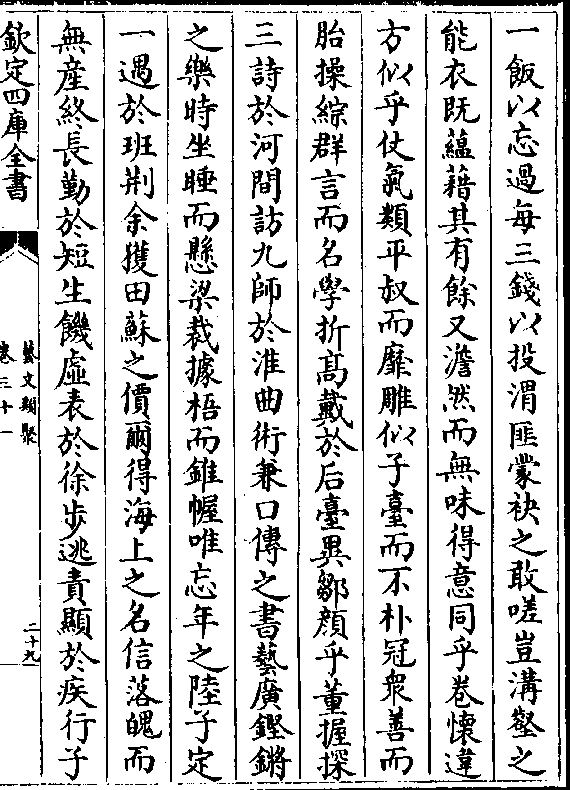 一飯以忘過每三錢以投渭匪蒙袂之敢嗟豈溝壑之
能衣既蘊藉其有餘又澹然而無味得意同乎卷懷違
方似乎仗氣類平叔而靡雕似子臺而不朴冠衆善而
胎操綜群言而名學折髙戴於后臺異鄒顔乎董握探
三詩於河間訪九師於淮曲術兼口傳之書藝廣鏗鏘
之樂時坐睡而懸梁裁據梧而錐幄唯忘年之陸子定
一遇於班荆余獲田蘇之價爾得海上之名信落魄而
無産終長勤於短生饑虚表於徐步逃責顯於疾行子
欽定四庫全書
藝文類聚
卷三十一
二十九